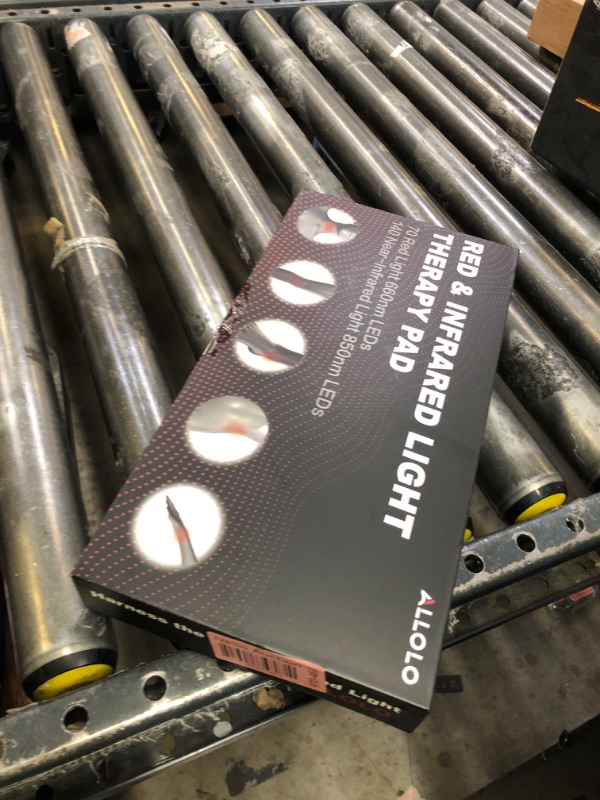 RED & INFRARED LIGHT
THERAPY PAD
70 Red Light 660nm LEDs
140 Near-Infrared Light 850nm LEDs
ALLOLO
Harness the
Light